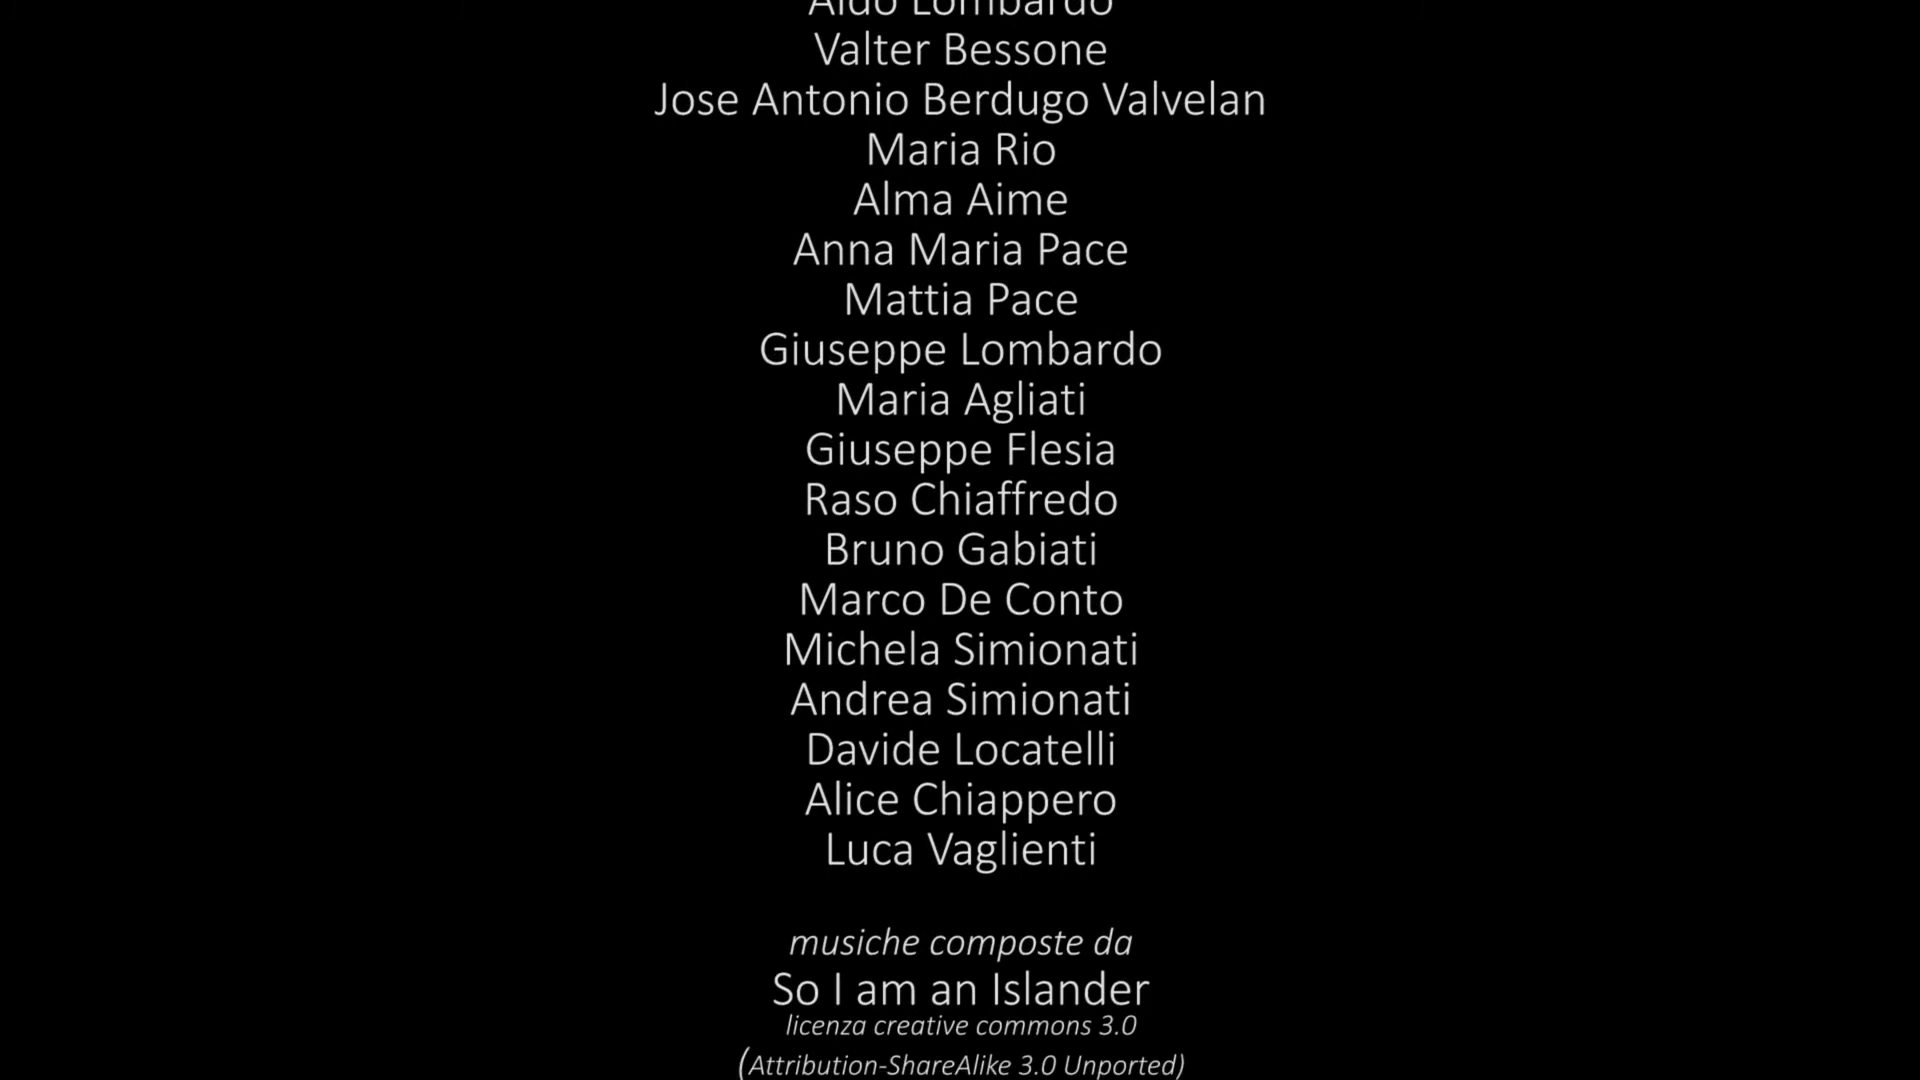 Aldo Lombardo
Valter Bessone
Jose Antonio Berdugo Valvelan
Maria Rio
Alma Aime
Anna Maria Pace
Mattia Pace
Giuseppe Lombardo
Maria Agliati
Giuseppe Flesia
Raso Chiaffredo
Bruno Gabiati
Marco De Conto
Michela Simionati
Andrea Simionati
Davide Locatelli
Alice Chiappero
Luca Vaglienti
musiche composte da
So I am an Islander
licenza creative commons 3.0
(Attribution-ShareAlike 3.0 Unported)